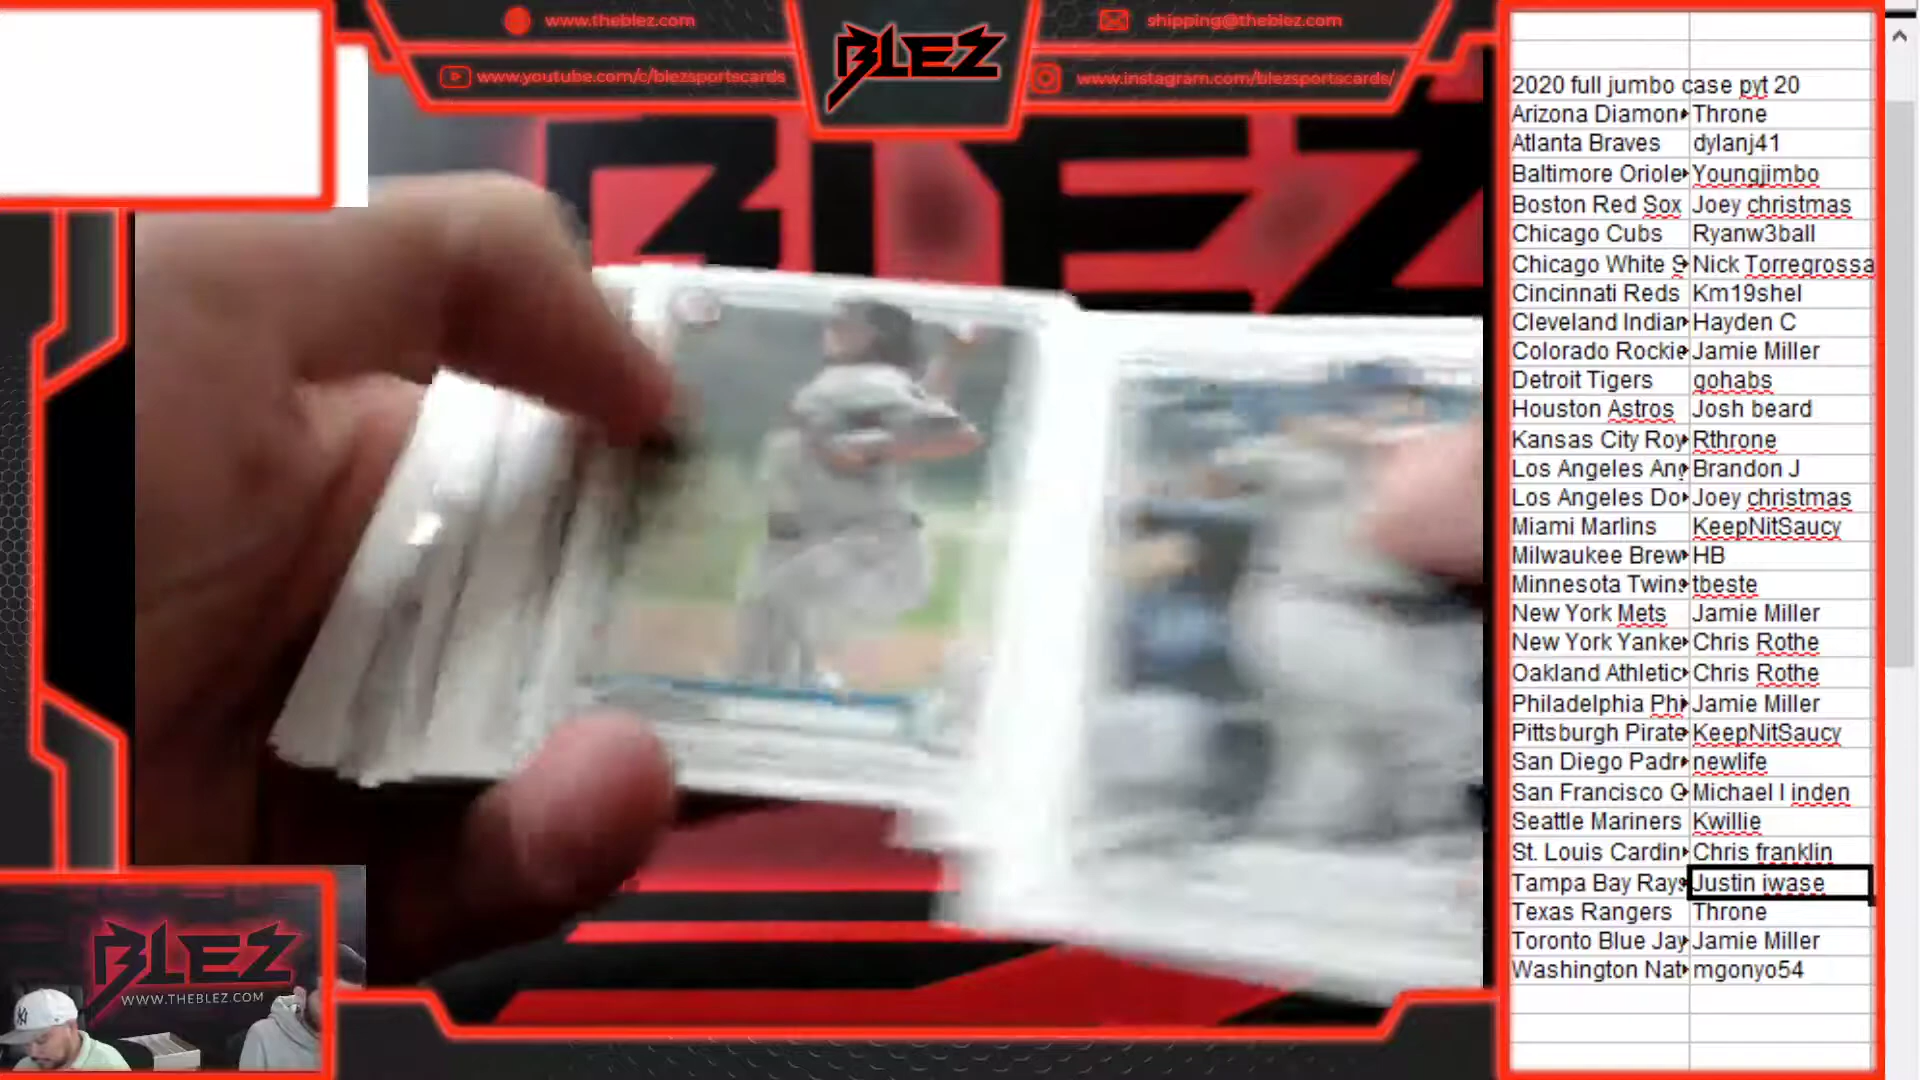 www.theblez.com
www.youtube.com/c/blezsportscards
BLEZ
shipping@theblez.com
www.instagram.com/blezsportscards/
BLEZ
2020 full jumbo case pyt 20
Arizona Diamon Throne
Atlanta Braves dylanj41
Baltimore Oriole Youngjimbo
Boston Red Sox Joey christmas
Chicago Cubs Ryanw3ball
Chicago White S Nick Torregrossa
Cincinnati Reds Km19shel
Cleveland Indian Hayden C
Colorado Rockie Jamie Miller
Detroit Tigers gohabs
Houston Astros Josh beard
Kansas City Roy Rthrone
Los Angeles Ang Brandon J
Los Angeles Do Joey christmas
Miami Marlins KeepNitSaucy
Milwaukee Brew HB
Minnesota Twins tbeste
New York Mets Jamie Miller
New York Yanke Chris Rothe
Oakland Athletic Chris Rothe
Philadelphia Phi Jamie Miller
Pittsburgh Pirate KeepNitSaucy
San Diego Padr newlife
San Francisco G Michael l inden
Seattle Mariners Kwillie
St. Louis Cardin Chris franklin
Tampa Bay Rays Justin iwase
Texas Rangers Throne
Toronto Blue Jay Jamie Miller
Washington Nat mgonyo54
BLEZ
WWW.THEBLEZ.COM